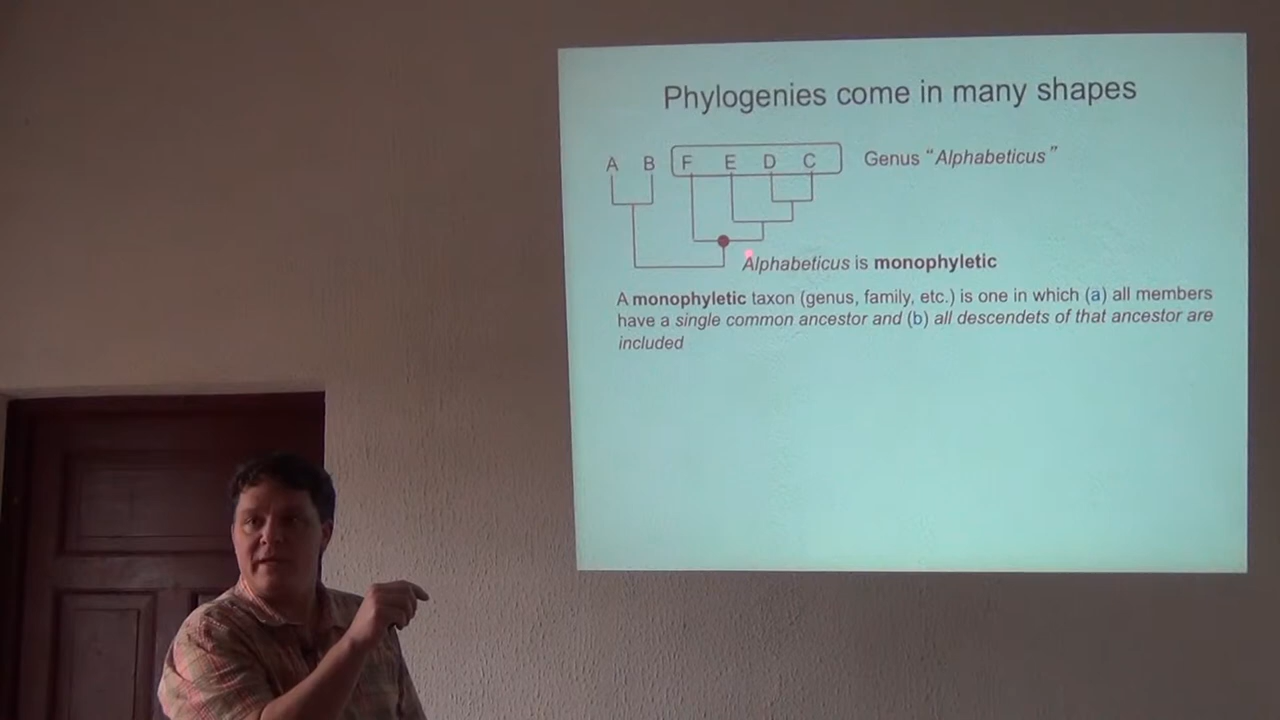 Phylogenies come in many shapes
A B F E D C Genus “Alphabeticus”
Alphabeticus is monophyletic
A monophyletic taxon (genus, family, etc.) is one in which (a) all members
have a single common ancestor and (b) all descendets of that ancestor are
included